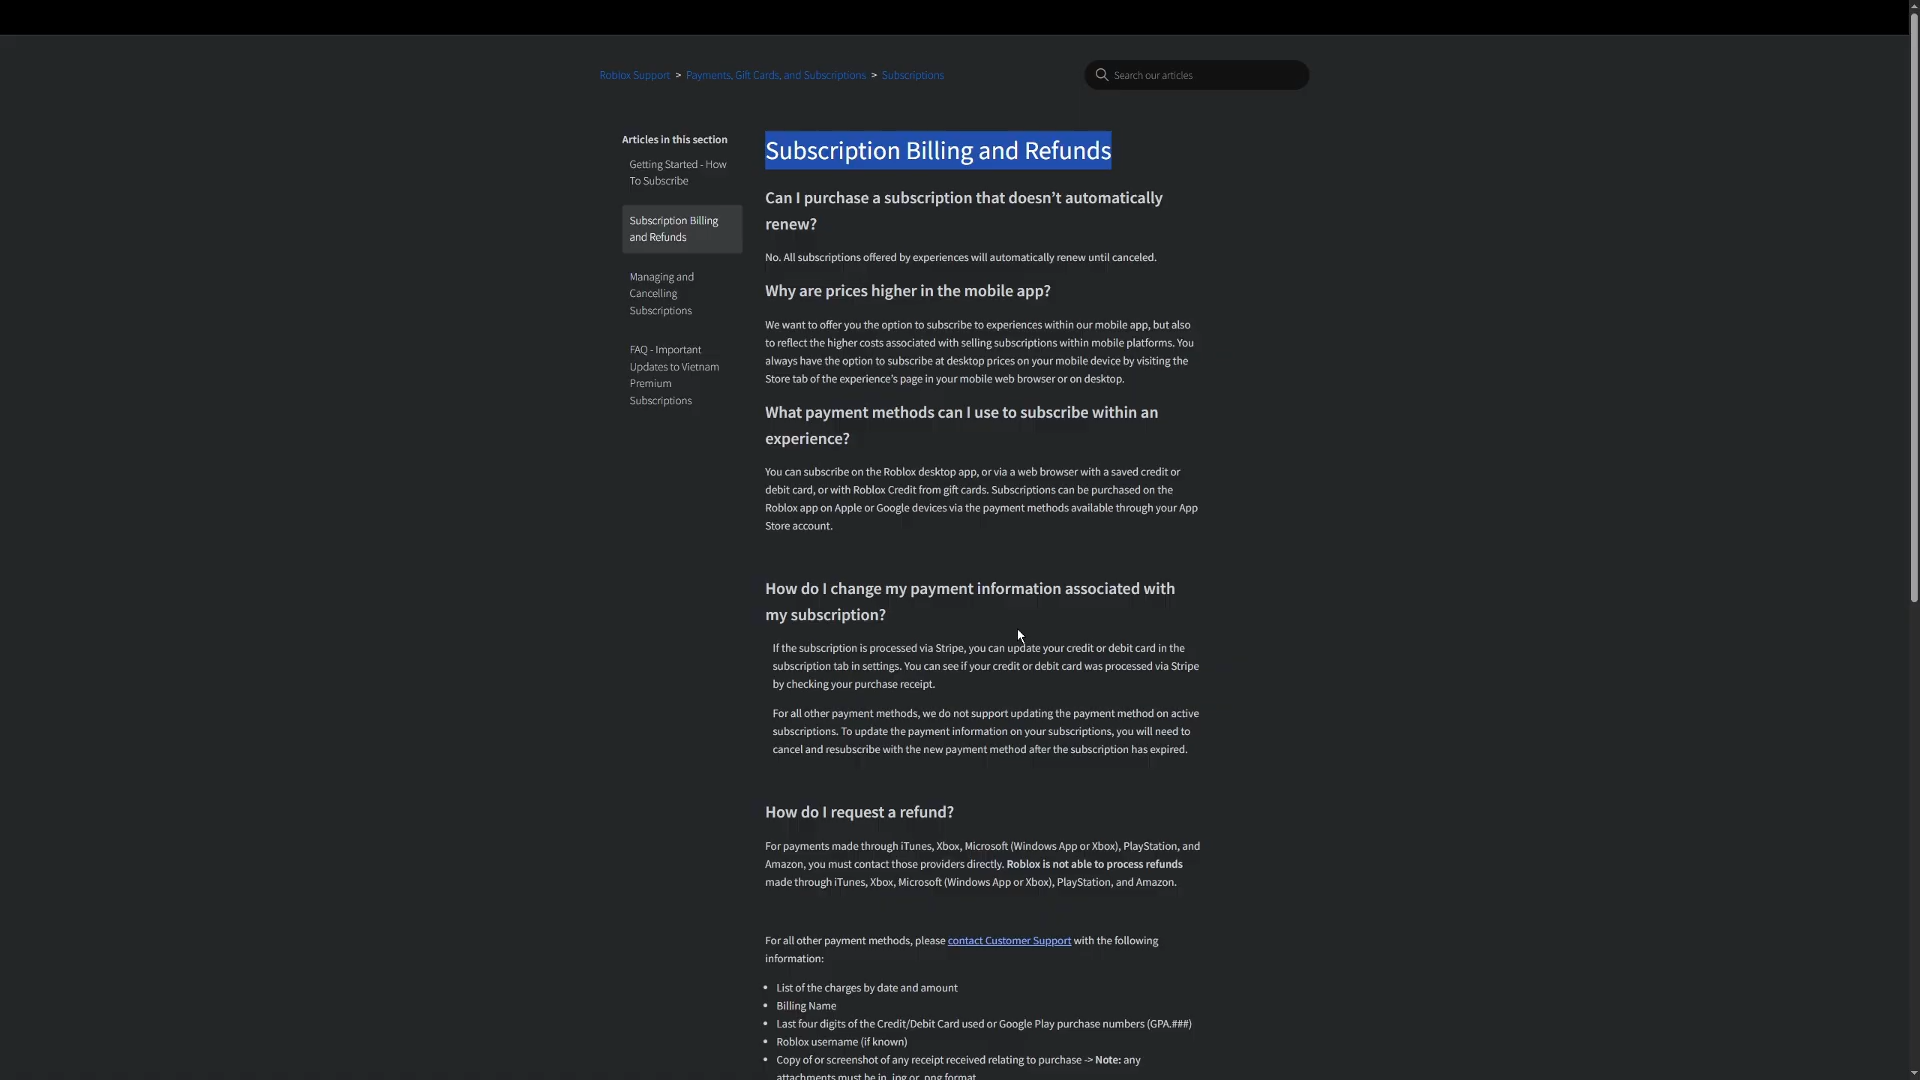 Roblox Support > Payments, Gift Cards, and Subscriptions > Subscriptions
Search our articles
Articles in this section
Getting Started - How
To Subscribe
Subscription Billing
and Refunds
Managing and
Cancelling
Subscriptions
FAQ - Important
Updates to Vietnam
Premium
Subscriptions
Subscription Billing and Refunds
Can I purchase a subscription that doesn’t automatically
renew?
No. All subscriptions offered by experiences will automatically renew until canceled.
Why are prices higher in the mobile app?
We want to offer you the option to subscribe to experiences within our mobile app, but also
to reflect the higher costs associated with selling subscriptions within mobile platforms. You
always have the option to subscribe at desktop prices on your mobile device by visiting the
Store tab of the experience’s page in your mobile web browser or on desktop.
What payment methods can I use to subscribe within an
experience?
You can subscribe on the Roblox desktop app, or via a web browser with a saved credit or
debit card, or with Roblox Credit from gift cards. Subscriptions can be purchased on the
Roblox app on Apple or Google devices via the payment methods available through your App
Store account.
How do I change my payment information associated with
my subscription?
If the subscription is processed via Stripe, you can update your credit or debit card in the
subscription tab in settings. You can see if your credit or debit card was processed via Stripe
by checking your purchase receipt.
For all other payment methods, we do not support updating the payment method on active
subscriptions. To update the payment information on your subscriptions, you will need to
cancel and resubscribe with the new payment method after the subscription has expired.
How do I request a refund?
For payments made through iTunes, Xbox, Microsoft (Windows App or Xbox), PlayStation, and
Amazon, you must contact those providers directly. Roblox is not able to process refunds
made through iTunes, Xbox, Microsoft (Windows App or Xbox), PlayStation, and Amazon.
For all other payment methods, please contact Customer Support with the following
information:
• List of the charges by date and amount
• Billing Name
• Last four digits of the Credit/Debit Card used or Google Play purchase numbers (GPA.###)
• Roblox username (if known)
• Copy of or screenshot of any receipt received relating to purchase -> Note: any
attachments must be in .jpg or .png format